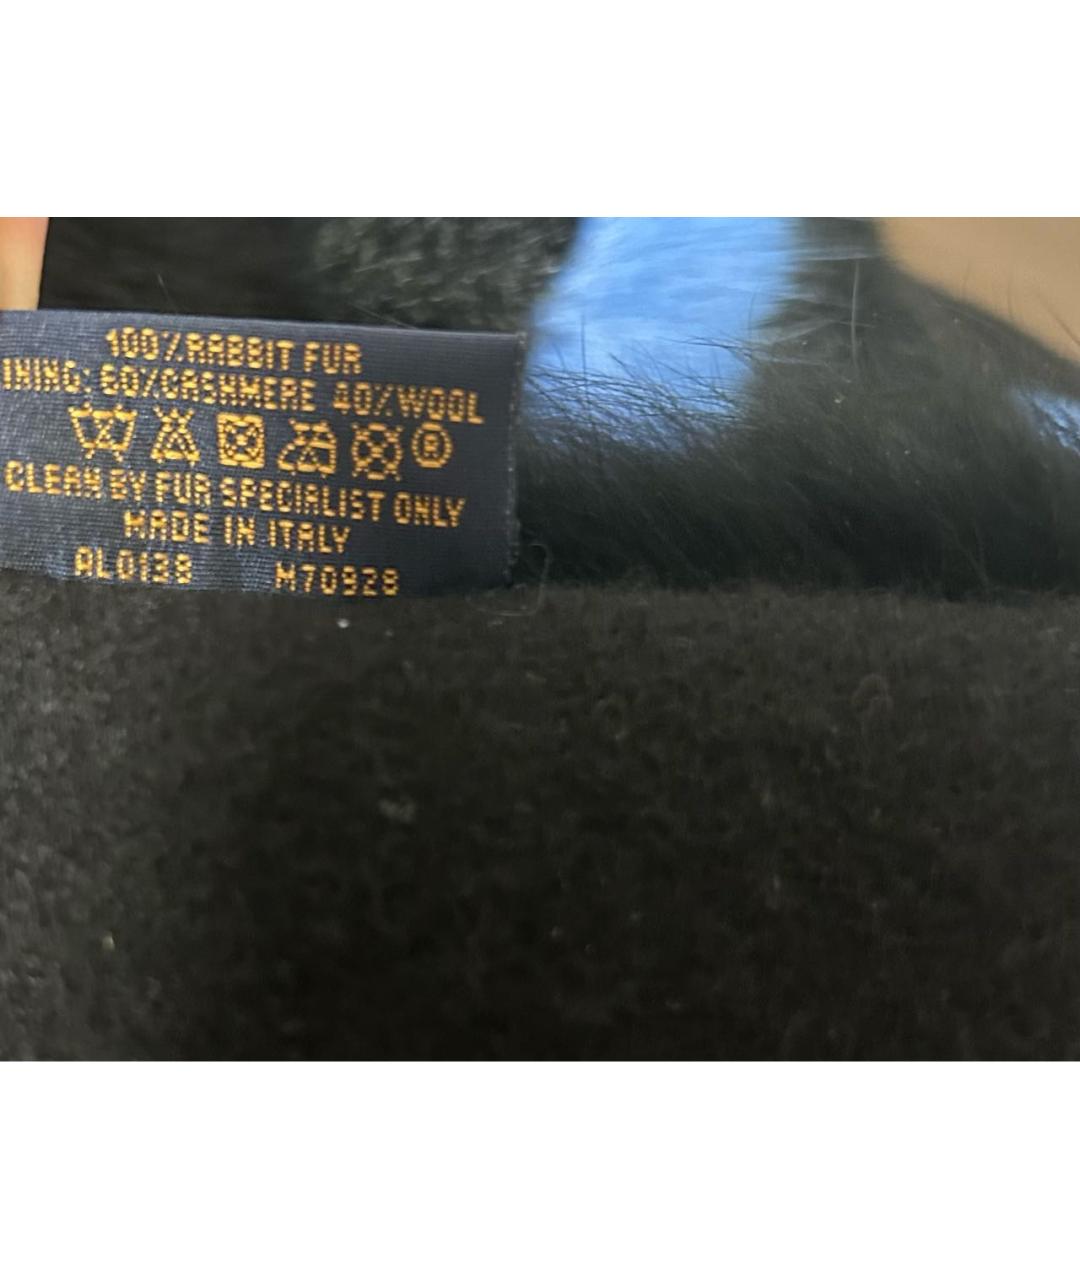 100%RABBIT FUR
INING: 60%CASHMERE 40%WOOL
CLEAN BY FUR SPECIALIST ONLY
MADE IN ITALY
AL0138 M70928